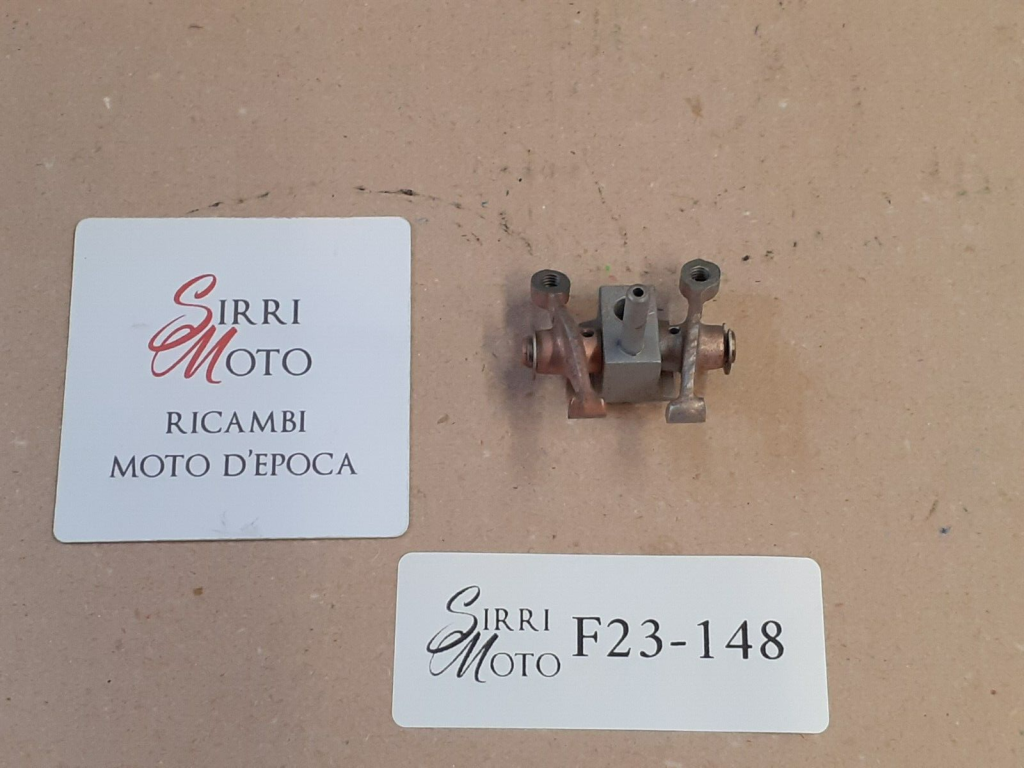 SIRRI
MOTO
RICAMBI
MOTO D'EPOCA
SIRRI
MOTO
F23-148